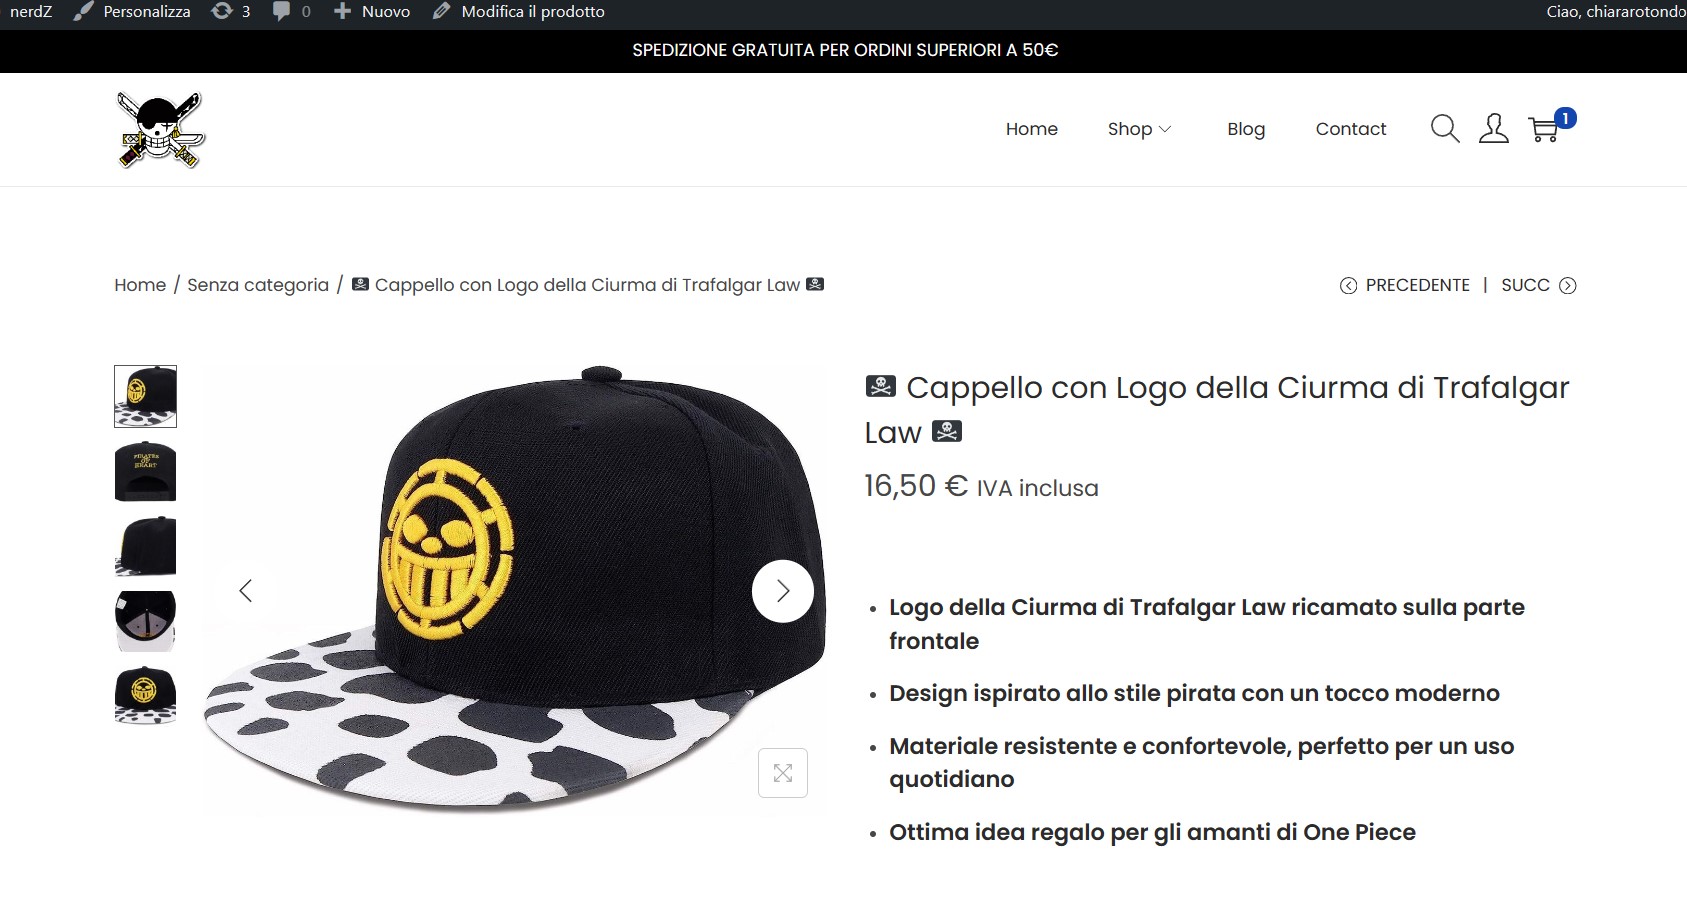 nerdZ Personalizza 3 0 Nuovo Modifica il prodotto Ciao, chiararotondo
SPEDIZIONE GRATUITA PER ORDINI SUPERIORI A 50€
Home Shop Blog Contact 1
Home / Senza categoria / ☠ Cappello con Logo della Ciurma di Trafalgar Law ☠
PRECEDENTE | SUCC
🏴‍☠️ Cappello con Logo della Ciurma di Trafalgar
Law 🏴‍☠️
16,50 € IVA inclusa
PIRATES
OF
HEART
• Logo della Ciurma di Trafalgar Law ricamato sulla parte
frontale
• Design ispirato allo stile pirata con un tocco moderno
• Materiale resistente e confortevole, perfetto per un uso
quotidiano
• Ottima idea regalo per gli amanti di One Piece